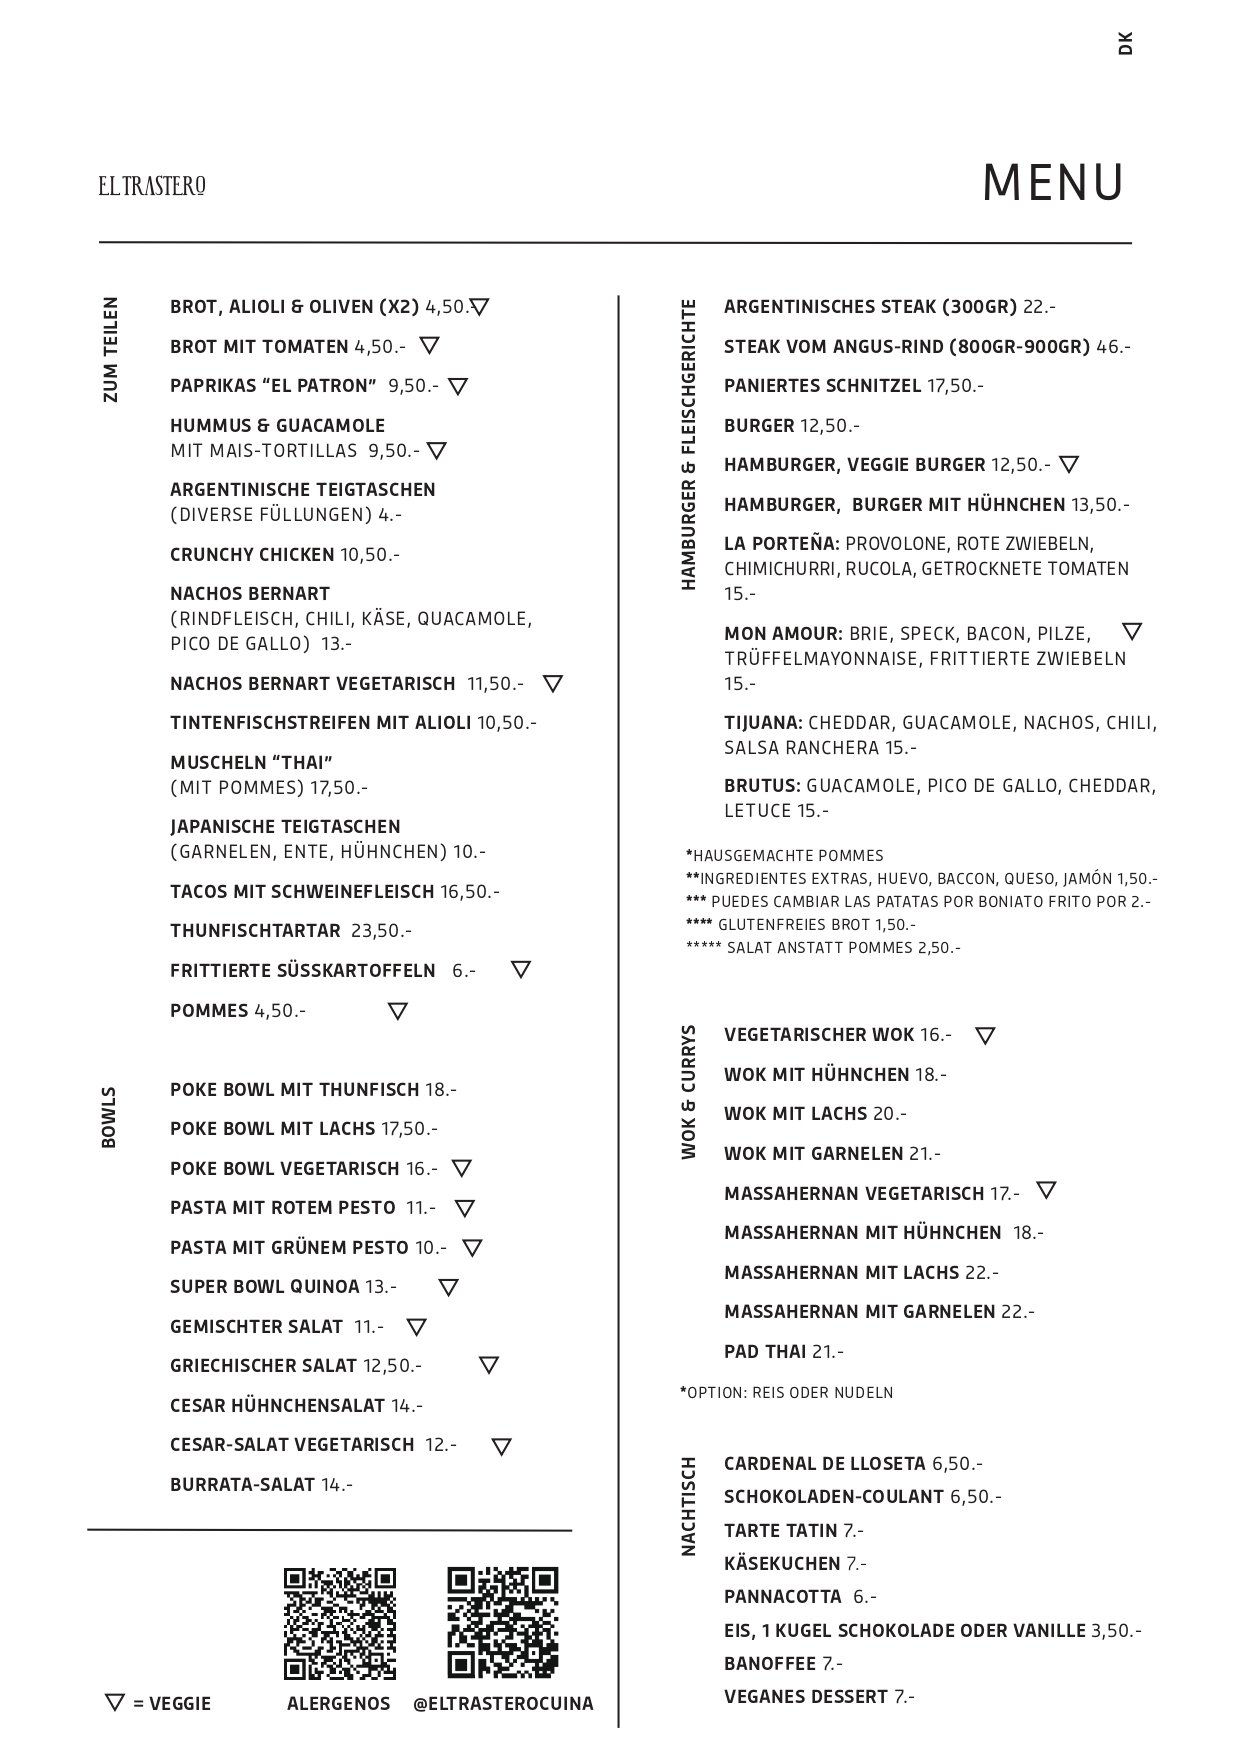 DK
EL TRASTERO
MENU
ZUM TEILEN
BROT, ALIOLI & OLIVEN (X2) 4,50.-
BROT MIT TOMATEN 4,50.-
PAPRIKAS “EL PATRON” 9,50.-
HUMMUS & GUACAMOLE
MIT MAIS-TORTILLAS 9,50.-
ARGENTINISCHE TEIGTASCHEN
(DIVERSE FÜLLUNGEN) 4.-
CRUNCHY CHICKEN 10,50.-
NACHOS BERNART
(RINDFLEISCH, CHILI, KÄSE, QUACAMOLE,
PICO DE GALLO) 13.-
NACHOS BERNART VEGETARISCH 11,50.-
TINTENFISCHSTREIFEN MIT ALIOLI 10,50.-
MUSCHELN “THAI”
(MIT POMMES) 17,50.-
JAPANISCHE TEIGTASCHEN
(GARNELEN, ENTE, HÜHNCHEN) 10.-
TACOS MIT SCHWEINEFLEISCH 16,50.-
THUNFISCHTARTAR 23,50.-
FRITTIERTE SÜSSKARTOFFELN 6.-
POMMES 4,50.-
BOWLS
POKE BOWL MIT THUNFISCH 18.-
POKE BOWL MIT LACHS 17,50.-
POKE BOWL VEGETARISCH 16.-
PASTA MIT ROTEM PESTO 11.-
PASTA MIT GRÜNEM PESTO 10.-
SUPER BOWL QUINOA 13.-
GEMISCHTER SALAT 11.-
GRIECHISCHER SALAT 12,50.-
CESAR HÜHNCHENSALAT 14.-
CESAR-SALAT VEGETARISCH 12.-
BURRATA-SALAT 14.-
= VEGGIE
ALERGENOS
@ELTRASTEROCUINA
HAMBURGER & FLEISCHGERICHTE
ARGENTINISCHES STEAK (300GR) 22.-
STEAK VOM ANGUS-RIND (800GR-900GR) 46.-
PANIERTES SCHNITZEL 17,50.-
BURGER 12,50.-
HAMBURGER, VEGGIE BURGER 12,50.-
HAMBURGER, BURGER MIT HÜHNCHEN 13,50.-
LA PORTEÑA: PROVOLONE, ROTE ZWIEBELN,
CHIMICHURRI, RUCOLA, GETROCKNETE TOMATEN
15.-
MON AMOUR: BRIE, SPECK, BACON, PILZE,
TRÜFFELMAYONNAISE, FRITTIERTE ZWIEBELN
15.-
TIJUANA: CHEDDAR, GUACAMOLE, NACHOS, CHILI,
SALSA RANCHERA 15.-
BRUTUS: GUACAMOLE, PICO DE GALLO, CHEDDAR,
LETUCE 15.-
*HAUSGEMACHTE POMMES
**INGREDIENTES EXTRAS, HUEVO, BACCON, QUESO, JAMÓN 1,50.-
*** PUEDES CAMBIAR LAS PATATAS POR BONIATO FRITO POR 2.-
**** GLUTENFREIES BROT 1,50.-
***** SALAT ANSTATT POMMES 2,50.-
WOK & CURRYS
VEGETARISCHER WOK 16.-
WOK MIT HÜHNCHEN 18.-
WOK MIT LACHS 20.-
WOK MIT GARNELEN 21.-
MASSAHERNAN VEGETARISCH 17.-
MASSAHERNAN MIT HÜHNCHEN 18.-
MASSAHERNAN MIT LACHS 22.-
MASSAHERNAN MIT GARNELEN 22.-
PAD THAI 21.-
*OPTION: REIS ODER NUDELN
NACHTISCH
CARDENAL DE LLOSETA 6,50.-
SCHOKOLADEN-COULANT 6,50.-
TARTE TATIN 7.-
KÄSEKUCHEN 7.-
PANNACOTTA 6.-
EIS, 1 KUGEL SCHOKOLADE ODER VANILLE 3,50.-
BANOFFEE 7.-
VEGANES DESSERT 7.-